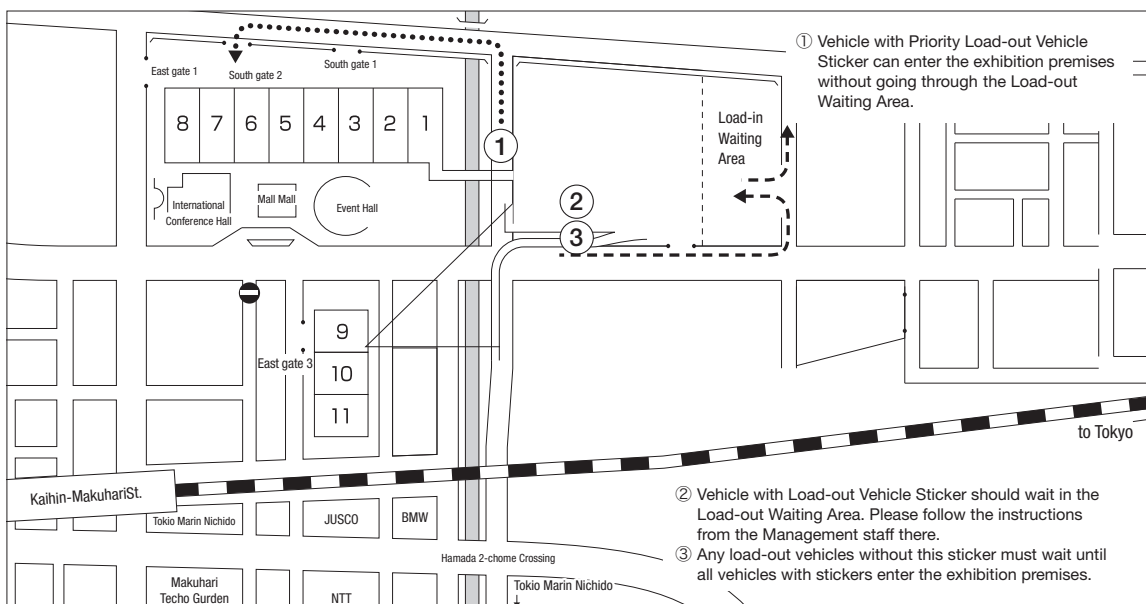 ① Vehicle with Priority Load-out Vehicle
Sticker can enter the exhibition premises
without going through the Load-out
Waiting Area.
East gate 1
South gate 2
South gate 1
8 7 6 5 4 3 2 1
1
Load-in
Waiting
Area
International
Conference Hall
Mall Mall
Event Hall
2
3
9
East gate 3
10
11
to Tokyo
Kaihin-MakuhariSt.
Tokio Marin Nichido
JUSCO
BMW
② Vehicle with Load-out Vehicle Sticker should wait in the
Load-out Waiting Area. Please follow the instructions
from the Management staff there.
③ Any load-out vehicles without this sticker must wait until
all vehicles with stickers enter the exhibition premises.
Hamada 2-chome Crossing
Makuhari
Techo Gurden
NTT
Tokio Marin Nichido